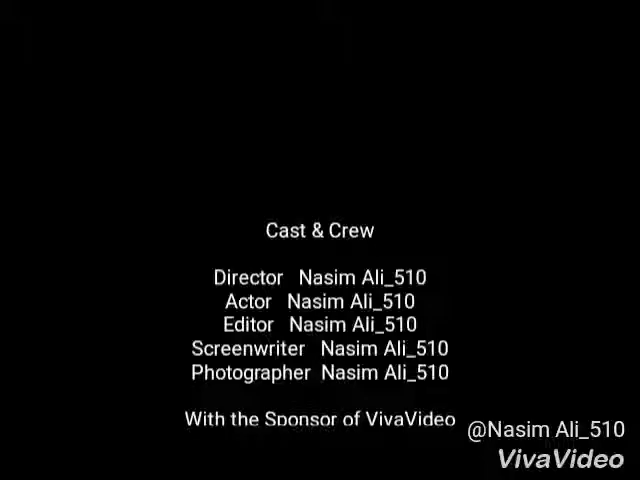 Cast & Crew
Director Nasim Ali_510
Actor Nasim Ali_510
Editor Nasim Ali_510
Screenwriter Nasim Ali_510
Photographer Nasim Ali_510
With the Sponsor of VivaVideo
@Nasim Ali_510
VivaVideo